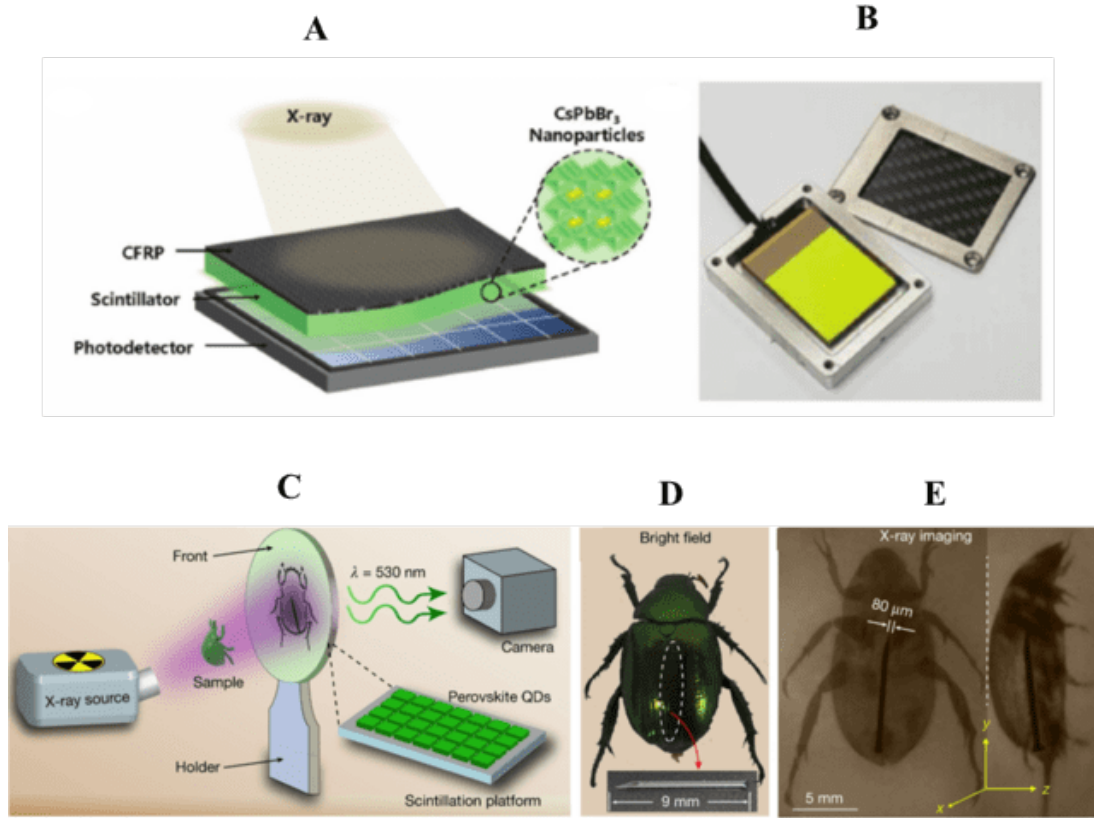 A
B
X-ray
CsPbBr₃
Nanoparticles
CFRP
Scintillator
Photodetector
C
D
E
Front
λ = 530 nm
Camera
Sample
X-ray source
Perovskite QDs
Holder
Scintillation platform
Bright field
9 mm
X-ray imaging
80 μm
y
z
x
5 mm